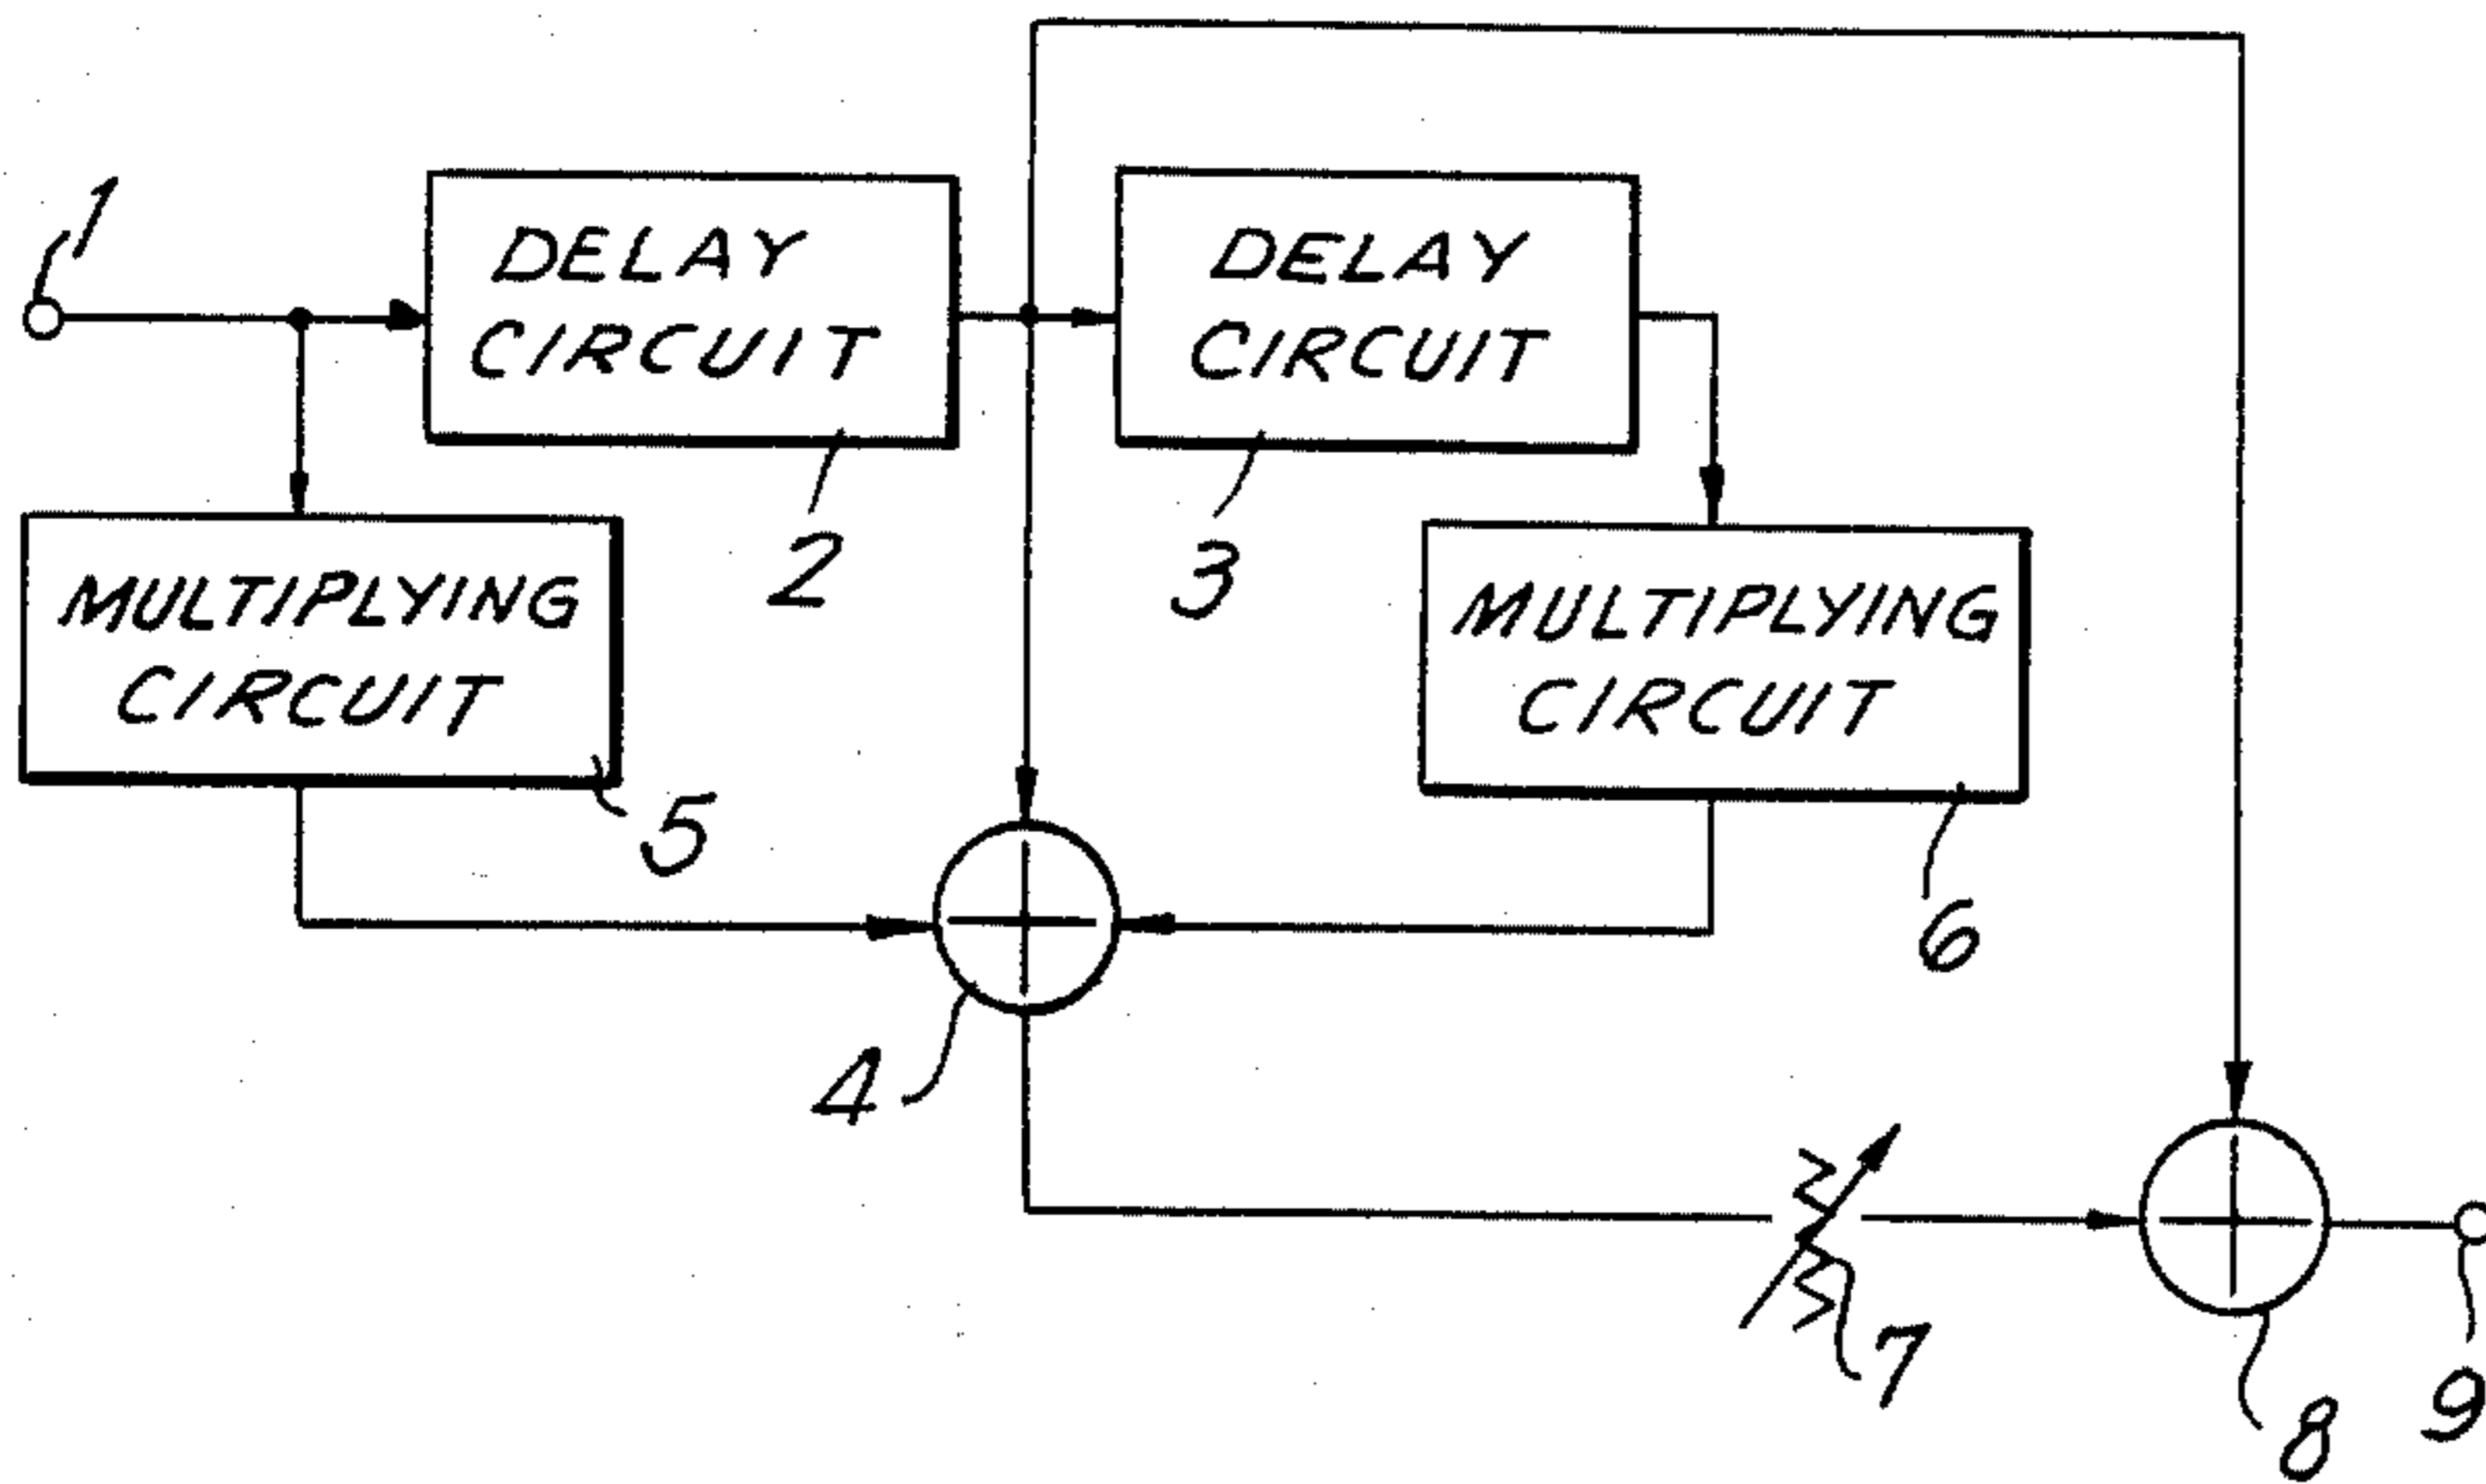 1
DELAY
CIRCUIT
2
DELAY
CIRCUIT
3
MULTIPLYING
CIRCUIT
5
MULTIPLYING
CIRCUIT
6
4
7
8
9